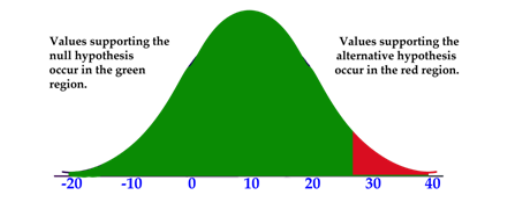 Values supporting the
null hypothesis
occur in the green
region.
Values supporting the
alternative hypothesis
occur in the red region.
-20 -10 0 10 20 30 40